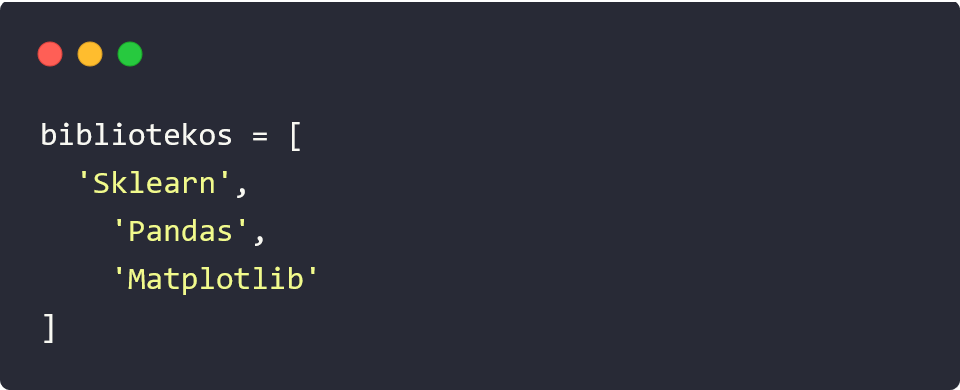 bibliotekos = [
  'Sklearn',
    'Pandas',
    'Matplotlib'
]